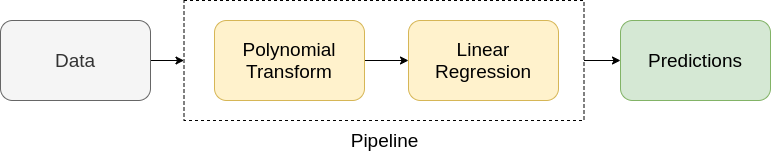 Data
Polynomial
Transform
Linear
Regression
Predictions
Pipeline